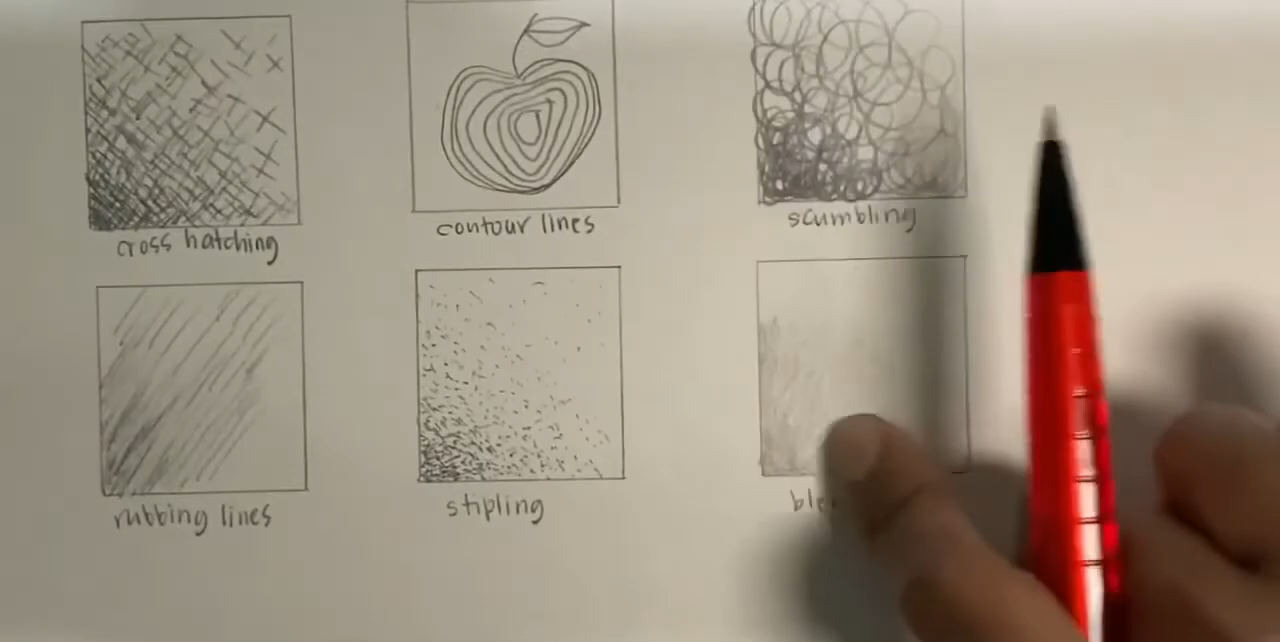 cross hatching
contour lines
scumbling
rubbing lines
stipling